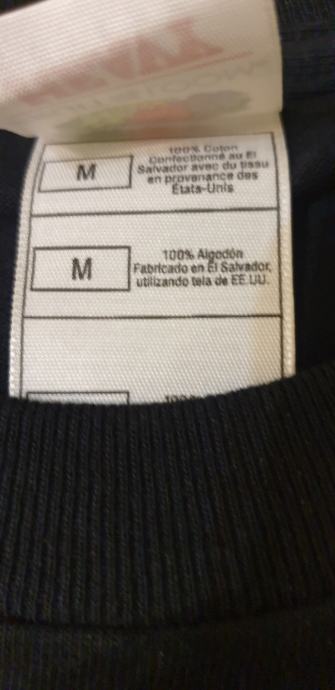 M
100% Coton
Confectionné au El
Salvador avec du tissu
en provenance des
États-Unis
M
100% Algodón
Fabricado en El Salvador,
utilizando tela de EE.UU.